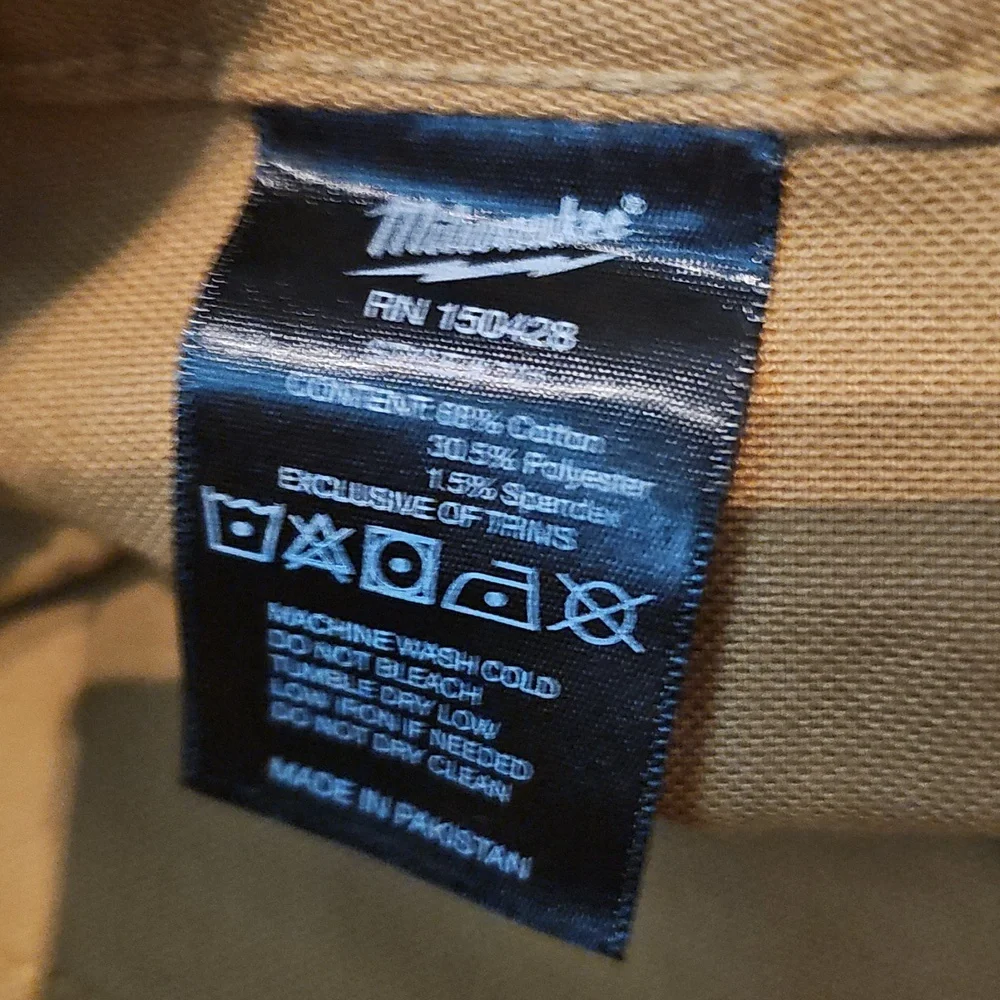 Milwaukee®
RN 150428
CONTENT: 68% Cotton
30.5% Polyester
1.5% Spandex
EXCLUSIVE OF TRIMS
MACHINE WASH COLD
DO NOT BLEACH
TUMBLE DRY LOW
LOW IRON IF NEEDED
DO NOT DRY CLEAN
MADE IN PAKISTAN